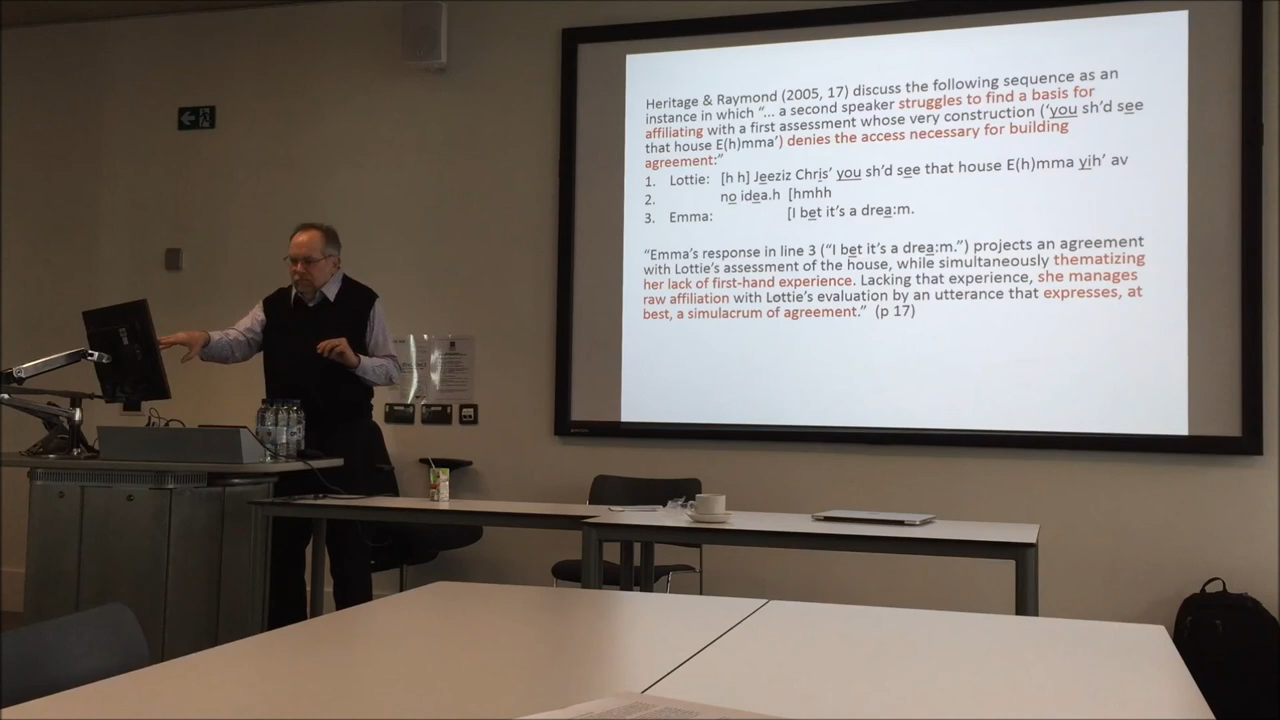 Heritage & Raymond (2005, 17) discuss the following sequence as an
instance in which “... a second speaker struggles to find a basis for
affiliating with a first assessment whose very construction (‘you sh’d see
that house E(h)mma’) denies the access necessary for building
agreement:”
1. Lottie: [h h] Jeeziz Chris’ you sh’d see that house E(h)mma yih’ av
2. no idea.h [hmhh
3. Emma: [I bet it’s a drea:m.
“Emma’s response in line 3 (“I bet it’s a drea:m.”) projects an agreement
with Lottie’s assessment of the house, while simultaneously thematizing
her lack of first-hand experience. Lacking that experience, she manages
raw affiliation with Lottie’s evaluation by an utterance that expresses, at
best, a simulacrum of agreement.” (p 17)